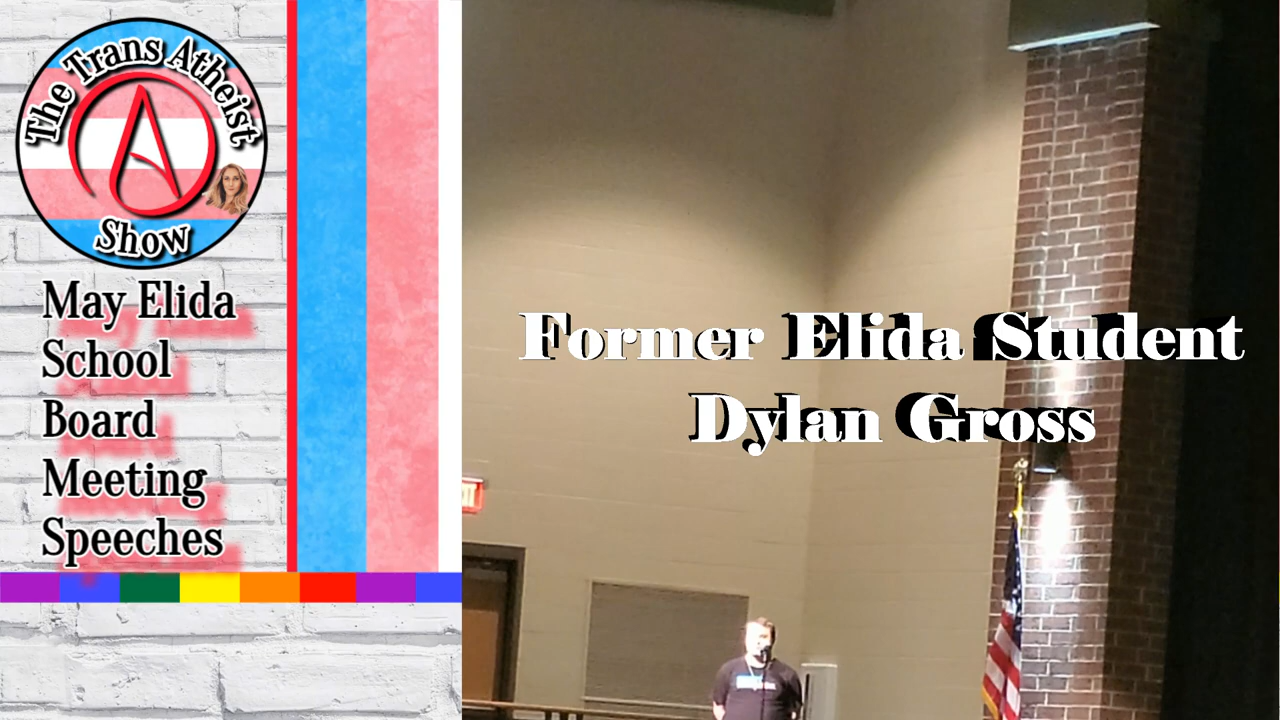 The Trans Atheist
Show
May Elida
School
Board
Meeting
Speeches
Former Elida Student
Dylan Gross